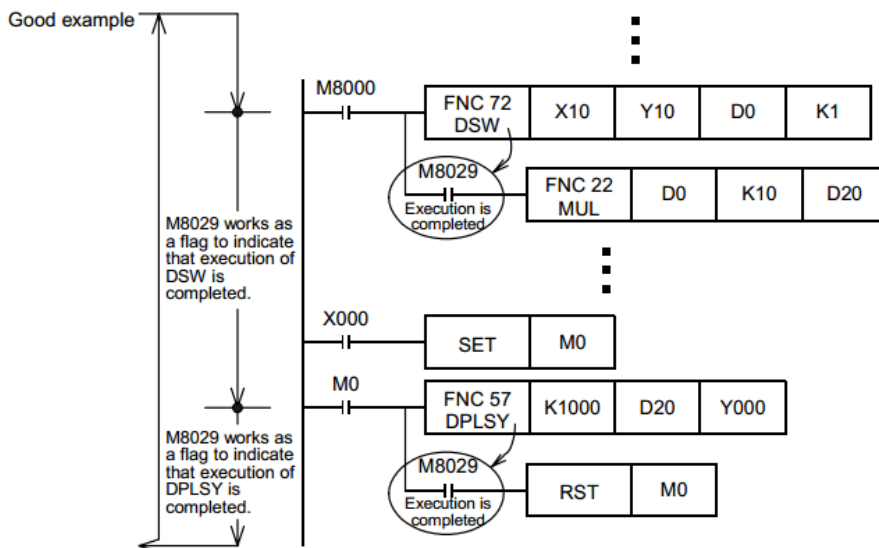 Good example
M8000
FNC 72
DSW
X10
Y10
D0
K1
M8029
Execution is
completed
FNC 22
MUL
D0
K10
D20
M8029 works as
a flag to indicate
that execution of
DSW is
completed.
X000
SET
M0
M0
FNC 57
DPLSY
K1000
D20
Y000
M8029 works as
a flag to indicate
that execution of
DPLSY is
completed.
M8029
Execution is
completed
RST
M0